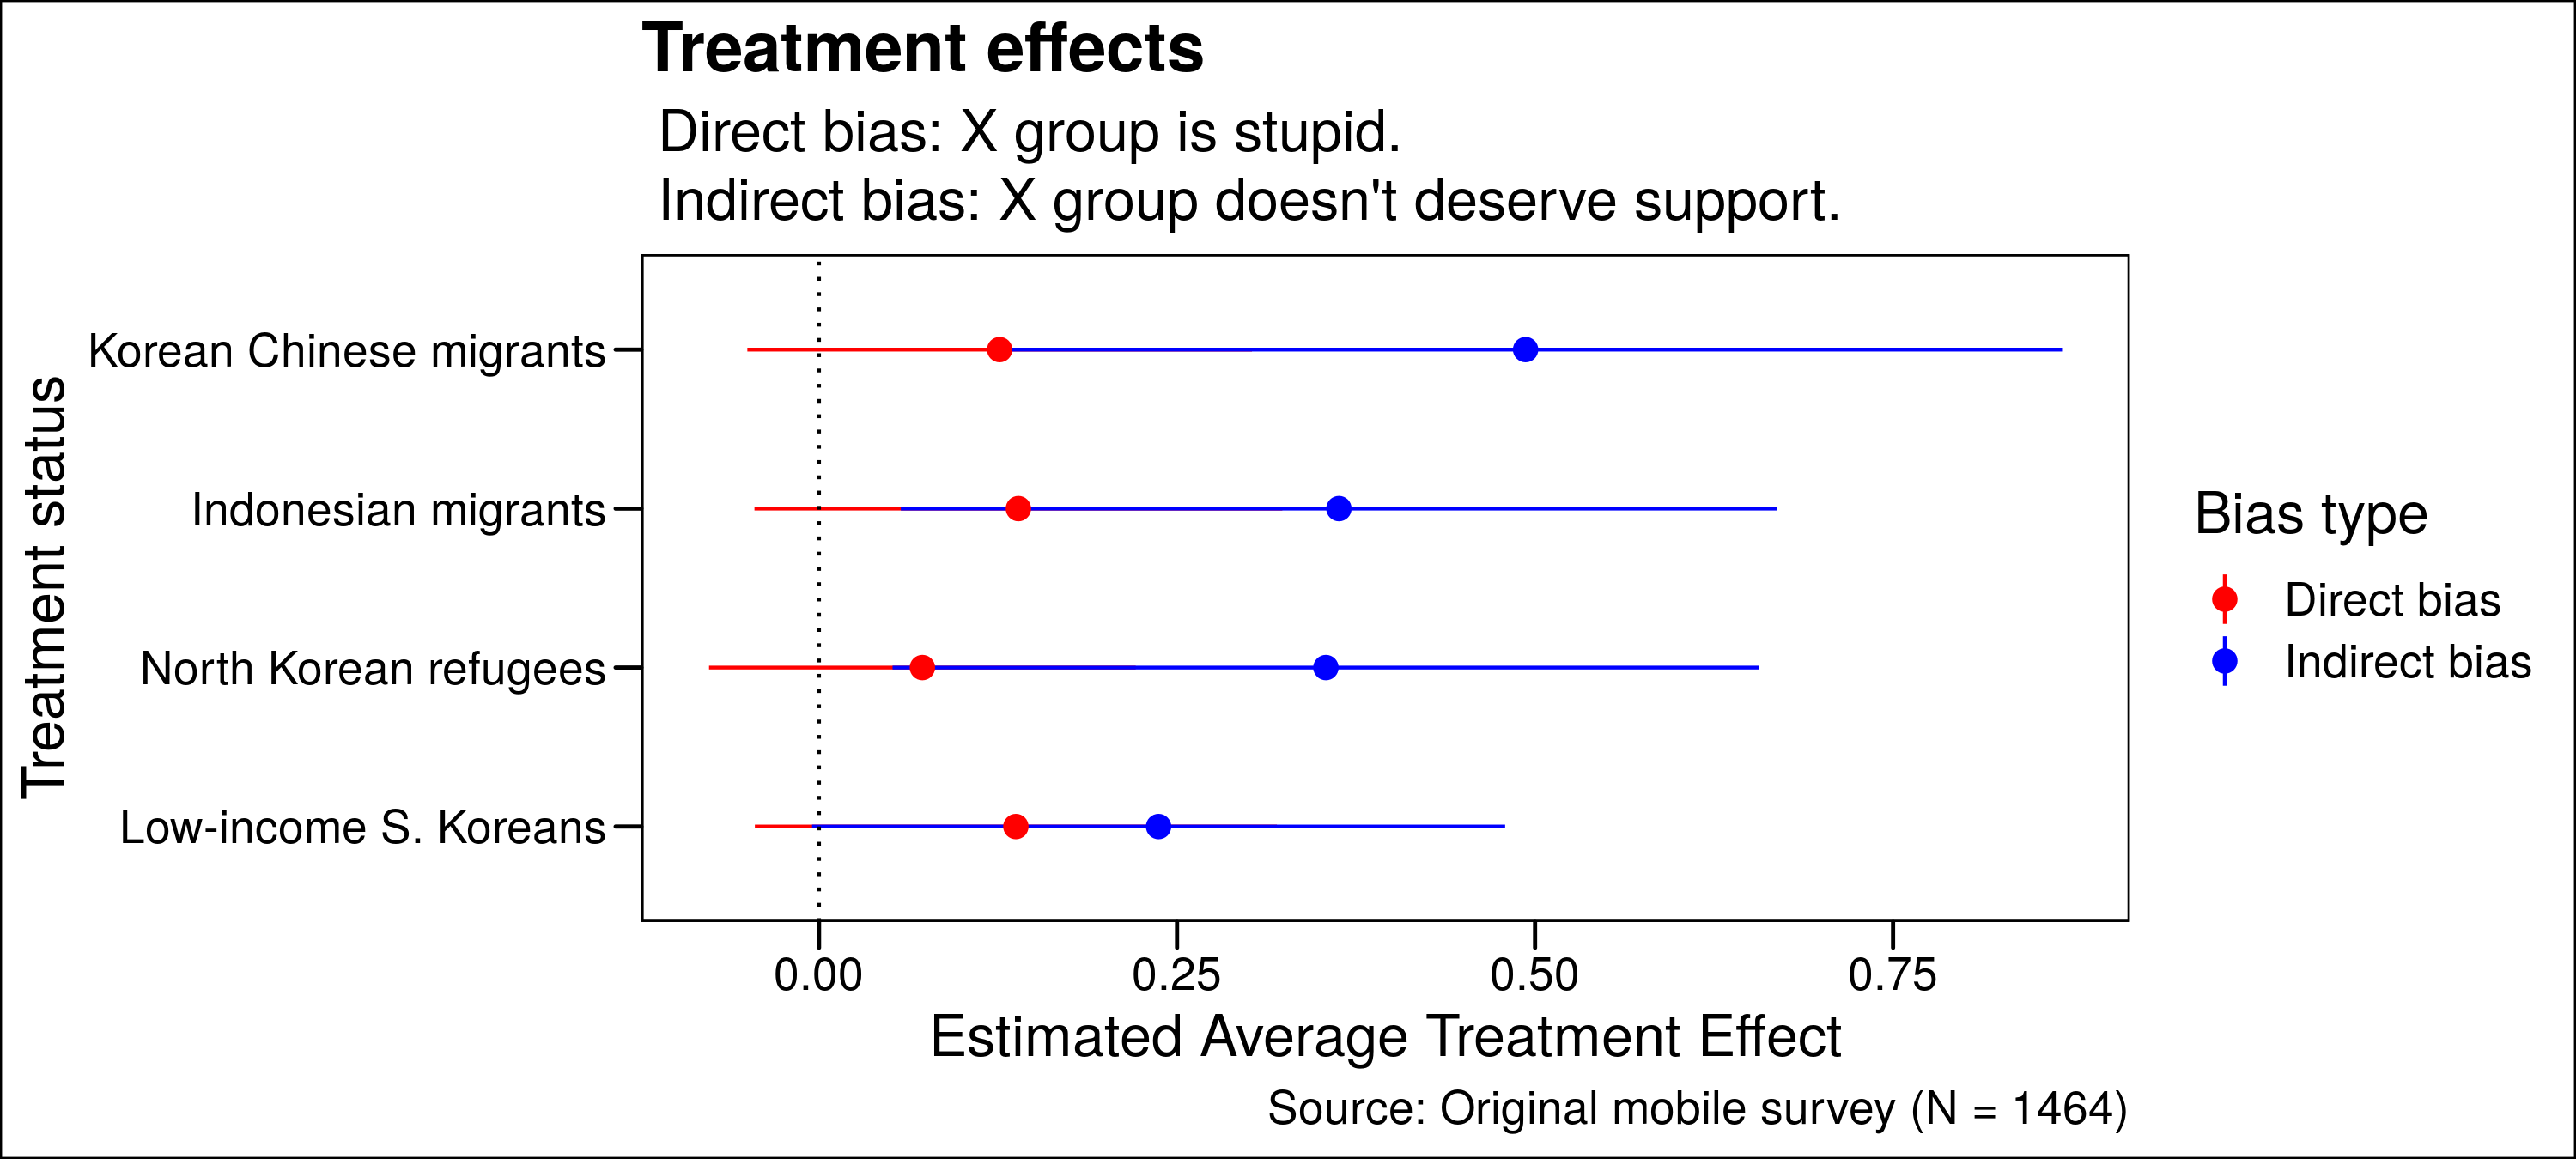 Treatment effects
Direct bias: X group is stupid.
Indirect bias: X group doesn't deserve support.
Treatment status
Korean Chinese migrants
Indonesian migrants
North Korean refugees
Low-income S. Koreans
0.00 0.25 0.50 0.75
Estimated Average Treatment Effect
Source: Original mobile survey (N = 1464)
Bias type
Direct bias
Indirect bias